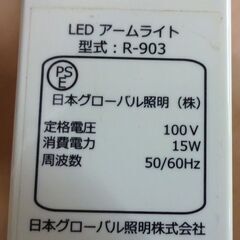 LED アームライト
型式：R-903
PS
E
日本グローバル照明（株）
定格電圧 100V
消費電力 15W
周波数 50/60Hz
日本グローバル照明株式会社